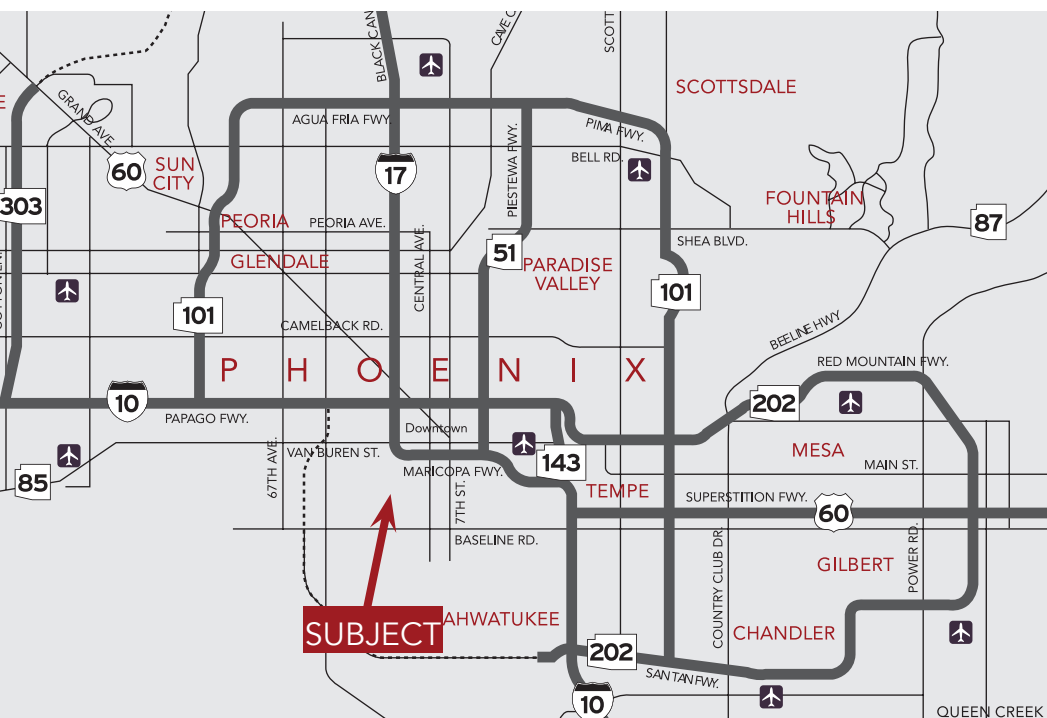 BLACK CAN
CAVE C
SCOTT
SCOTTSDALE
E
GRAND AVE.
AGUA FRIA FWY.
PIESTEWA FWY.
PIMA FWY.
BELL RD.
60
SUN
CITY
17
303
PEORIA
PEORIA AVE.
FOUNTAIN
HILLS
87
SHEA BLVD.
GLENDALE
CENTRAL AVE.
51
PARADISE
VALLEY
101
101
CAMELBACK RD.
BEELINE HWY
PHOENIX
RED MOUNTAIN FWY.
10
PAPAGO FWY.
202
Downtown
67TH AVE.
VAN BUREN ST.
MARICOPA FWY.
143
MESA
MAIN ST.
85
7TH ST.
TEMPE
SUPERSTITION FWY.
60
BASELINE RD.
COUNTRY CLUB DR.
POWER RD.
GILBERT
SUBJECT
AHWATUKEE
CHANDLER
202
SANTAN FWY.
10
QUEEN CREEK